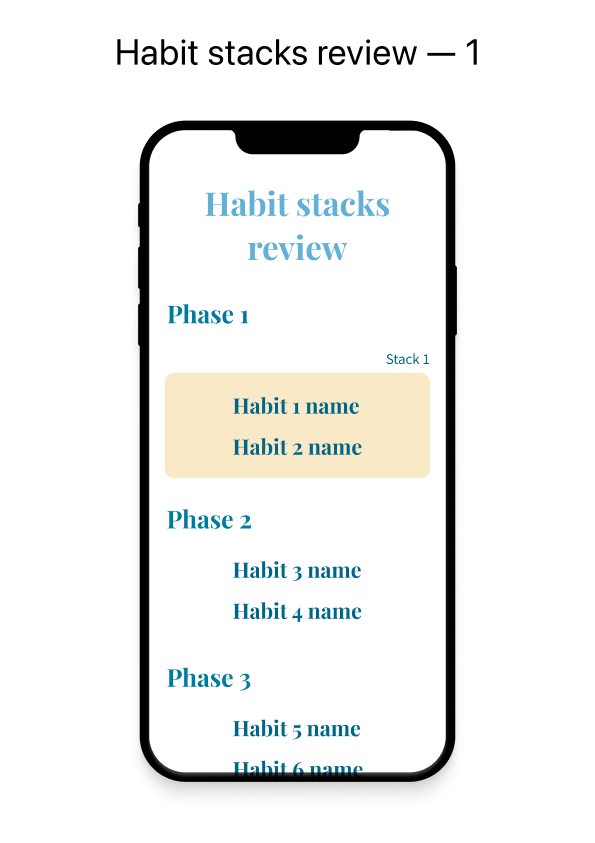 Habit stacks review — 1
Habit stacks
review
Phase 1
Stack 1
Habit 1 name
Habit 2 name
Phase 2
Habit 3 name
Habit 4 name
Phase 3
Habit 5 name
Habit 6 name